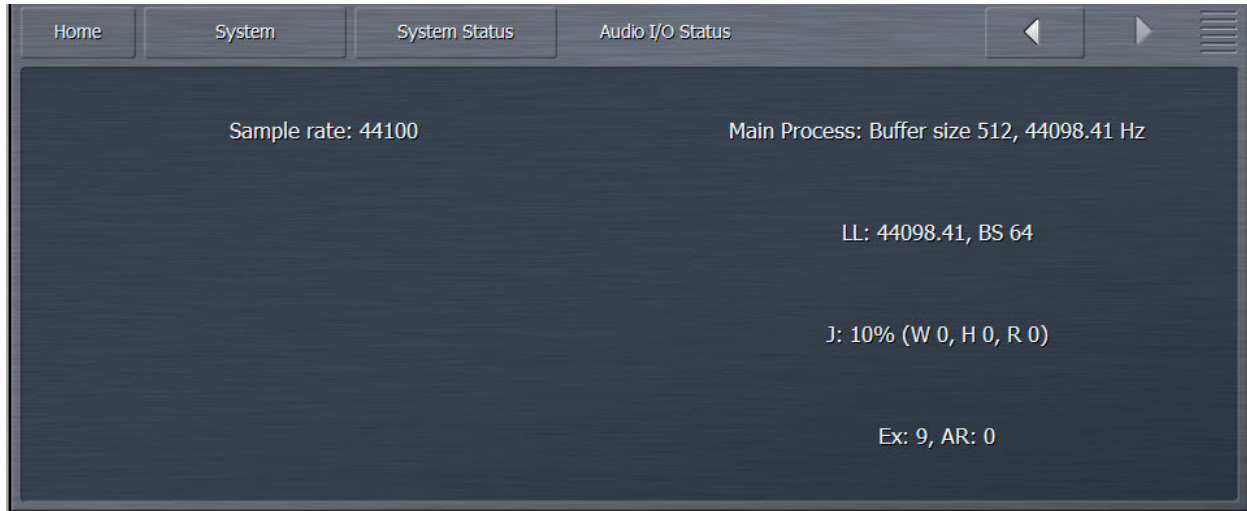 Home System System Status Audio I/O Status
Sample rate: 44100 Main Process: Buffer size 512, 44098.41 Hz
LL: 44098.41, BS 64
J: 10% (W 0, H 0, R 0)
Ex: 9, AR: 0